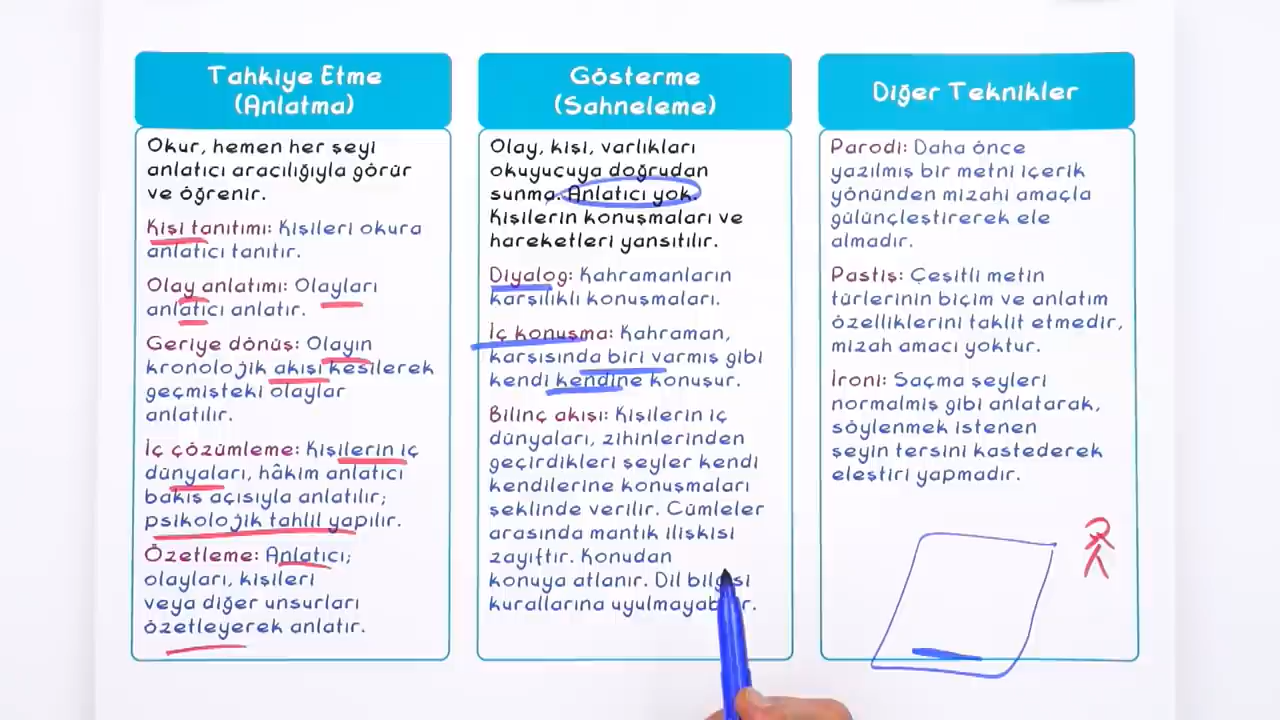 Tahkiye Etme
(Anlatma)
Okur, hemen her şeyi
anlatıcı aracılığıyla görür
ve öğrenir.
Kişi tanıtımı: Kişileri okura
anlatıcı tanıtır.
Olay anlatımı: Olayları
anlatıcı anlatır.
Geriye dönüş: Olayın
kronolojik akışı kesilerek
geçmişteki olaylar
anlatılır.
İç çözümleme: Kişilerin iç
dünyaları, hâkim anlatıcı
bakış açısıyla anlatılır;
psikolojik tahlil yapılır.
Özetleme: Anlatıcı;
olayları, kişileri
veya diğer unsurları
özetleyerek anlatır.
Gösterme
(Sahneleme)
Olay, kişi, varlıkları
okuyucuya doğrudan
sunma. Anlatıcı yok.
Kişilerin konuşmaları ve
hareketleri yansıtılır.
Diyalog: Kahramanların
karşılıklı konuşmaları.
İç konuşma: Kahraman,
karşısında biri varmış gibi
kendi kendine konuşur.
Bilinç akışı: Kişilerin iç
dünyaları, zihinlerinden
geçirdikleri şeyler kendi
kendilerine konuşmaları
şeklinde verilir. Cümleler
arasında mantık ilişkisi
zayıftır. Konudan
konuya atlanır. Dil bilgisi
kurallarına uyulmayabilir.
Diğer Teknikler
Parodi: Daha önce
yazılmış bir metni içerik
yönünden mizahi amaçla
gülünçleştirerek ele
almadır.
Pastiş: Çeşitli metin
türlerinin biçim ve anlatım
özelliklerini taklit etmedir,
mizah amacı yoktur.
İroni: Saçma şeyleri
normalmiş gibi anlatarak,
söylenmek istenen
şeyin tersini kastederek
eleştiri yapmadır.